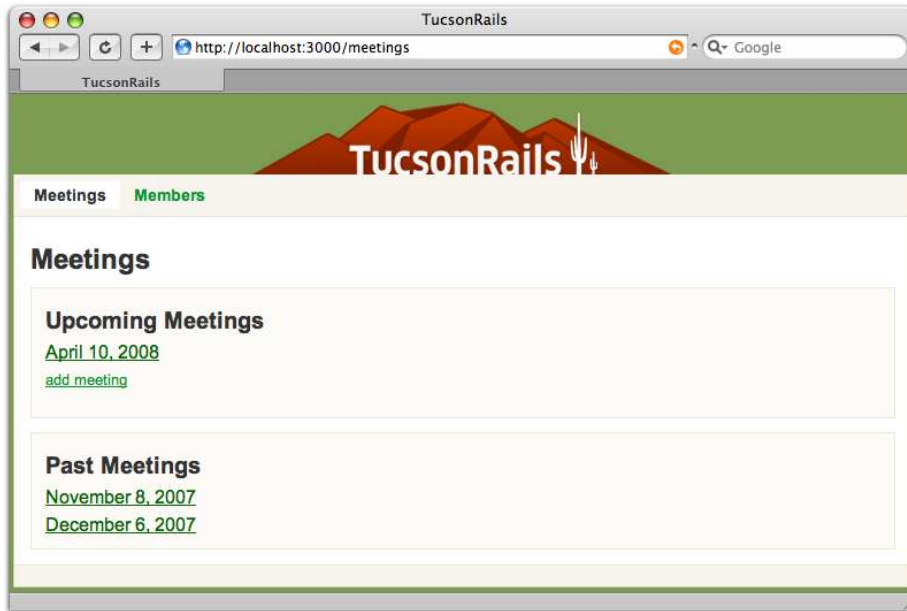 TucsonRails
http://localhost:3000/meetings
Google
TucsonRails
TucsonRails
Meetings Members
Meetings
Upcoming Meetings
April 10, 2008
add meeting
Past Meetings
November 8, 2007
December 6, 2007